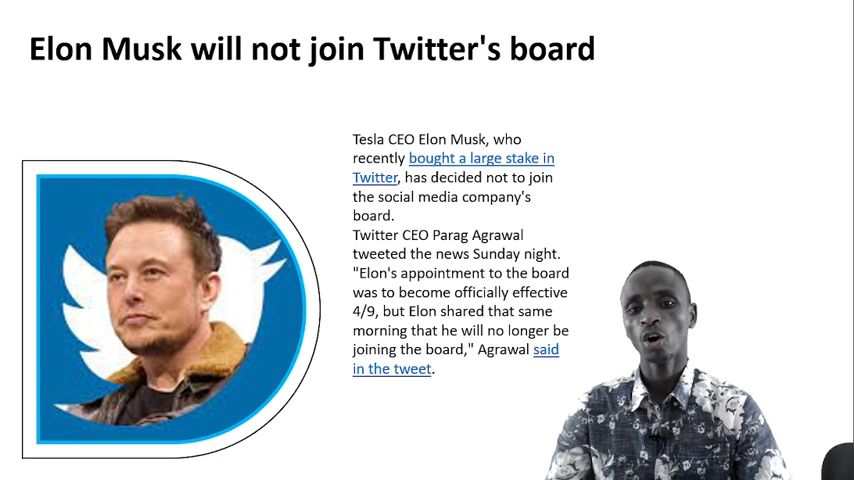 Elon Musk will not join Twitter's board
Tesla CEO Elon Musk, who
recently bought a large stake in
Twitter, has decided not to join
the social media company's
board.
Twitter CEO Parag Agrawal
tweeted the news Sunday night.
"Elon's appointment to the board
was to become officially effective
4/9, but Elon shared that same
morning that he will no longer be
joining the board," Agrawal said
in the tweet.